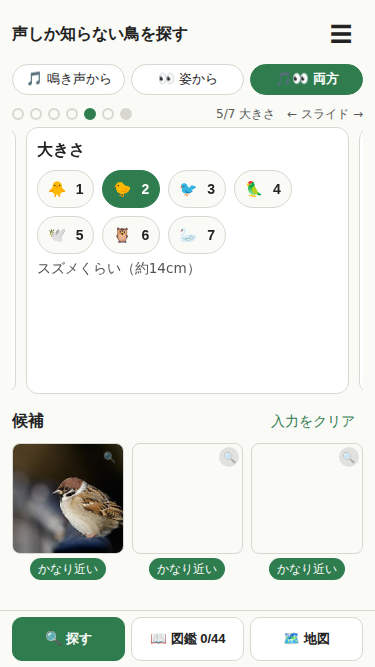 声しか知らない鳥を探す
🎵 鳴き声から
👀 姿から
🎵👀 両方
5/7 大きさ ← スライド →
大きさ
1
2
3
4
5
6
7
スズメくらい（約14cm）
候補
入力をクリア
かなり近い
かなり近い
かなり近い
探す
図鑑 0/44
地図